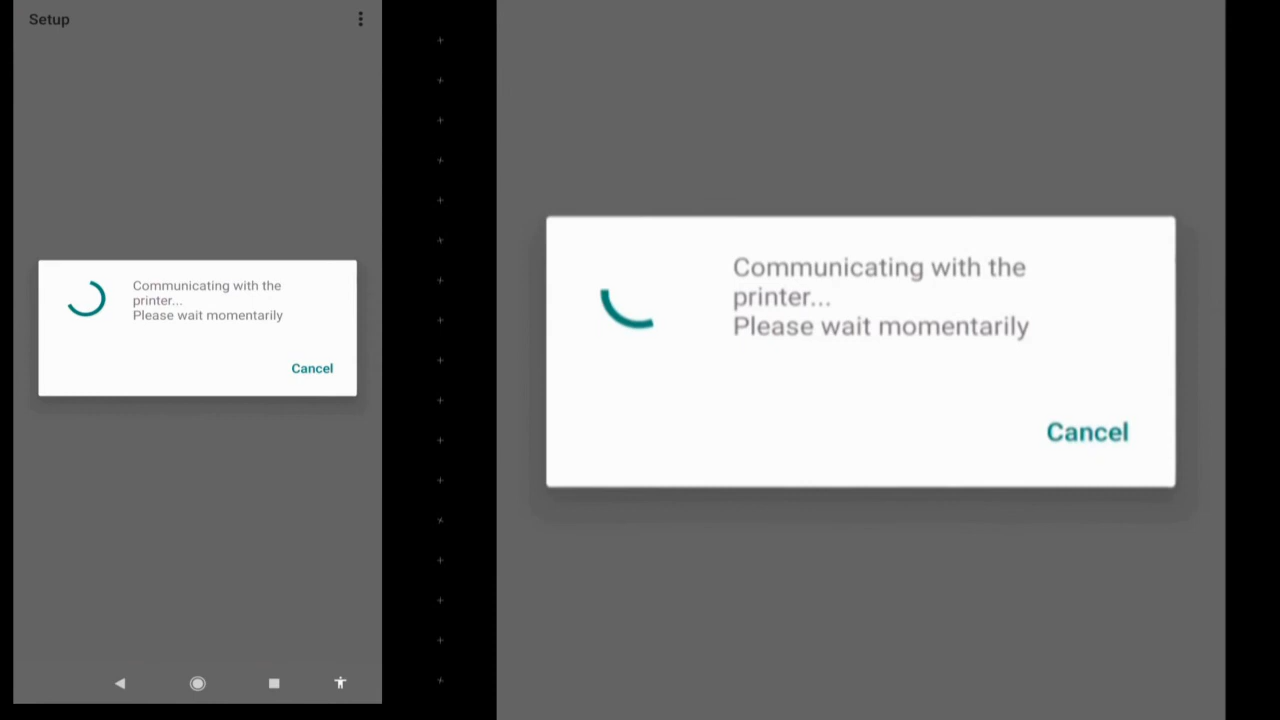 Setup
Communicating with the
printer...
Please wait momentarily
Cancel
Communicating with the
printer...
Please wait momentarily
Cancel